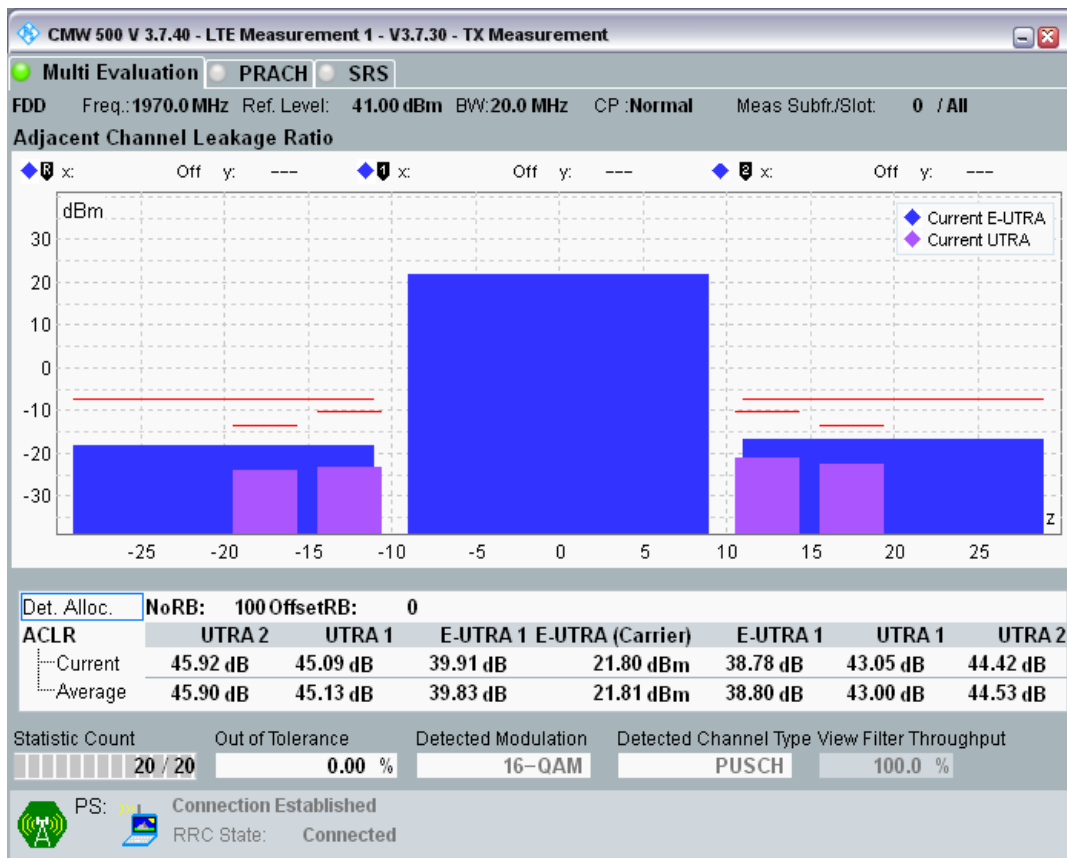 CMW 500 V 3.7.40 - LTE Measurement 1 - V3.7.30 - TX Measurement
Multi Evaluation PRACH SRS
FDD Freq.: 1970.0 MHz Ref. Level: 41.00 dBm BW: 20.0 MHz CP : Normal Meas Subfr./Slot: 0 / All
Adjacent Channel Leakage Ratio
R x: Off y: --- 1 x: Off y: --- 2 x: Off y: ---
dBm
Current E-UTRA
Current UTRA
30
20
10
0
-10
-20
-30
z
-25 -20 -15 -10 -5 0 5 10 15 20 25
Det. Alloc. NoRB: 100 OffsetRB: 0
ACLR UTRA 2 UTRA 1 E-UTRA 1 E-UTRA (Carrier) E-UTRA 1 UTRA 1 UTRA 2
Current 45.92 dB 45.09 dB 39.91 dB 21.80 dBm 38.78 dB 43.05 dB 44.42 dB
Average 45.90 dB 45.13 dB 39.83 dB 21.81 dBm 38.80 dB 43.00 dB 44.53 dB
Statistic Count Out of Tolerance Detected Modulation Detected Channel Type View Filter Throughput
20 / 20 0.00 % 16-QAM PUSCH 100.0 %
PS: Connection Established
RRC State: Connected